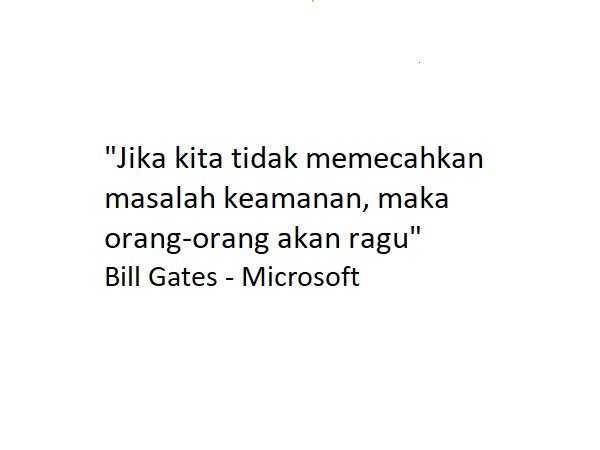 "Jika kita tidak memecahkan
masalah keamanan, maka
orang-orang akan ragu"
Bill Gates - Microsoft